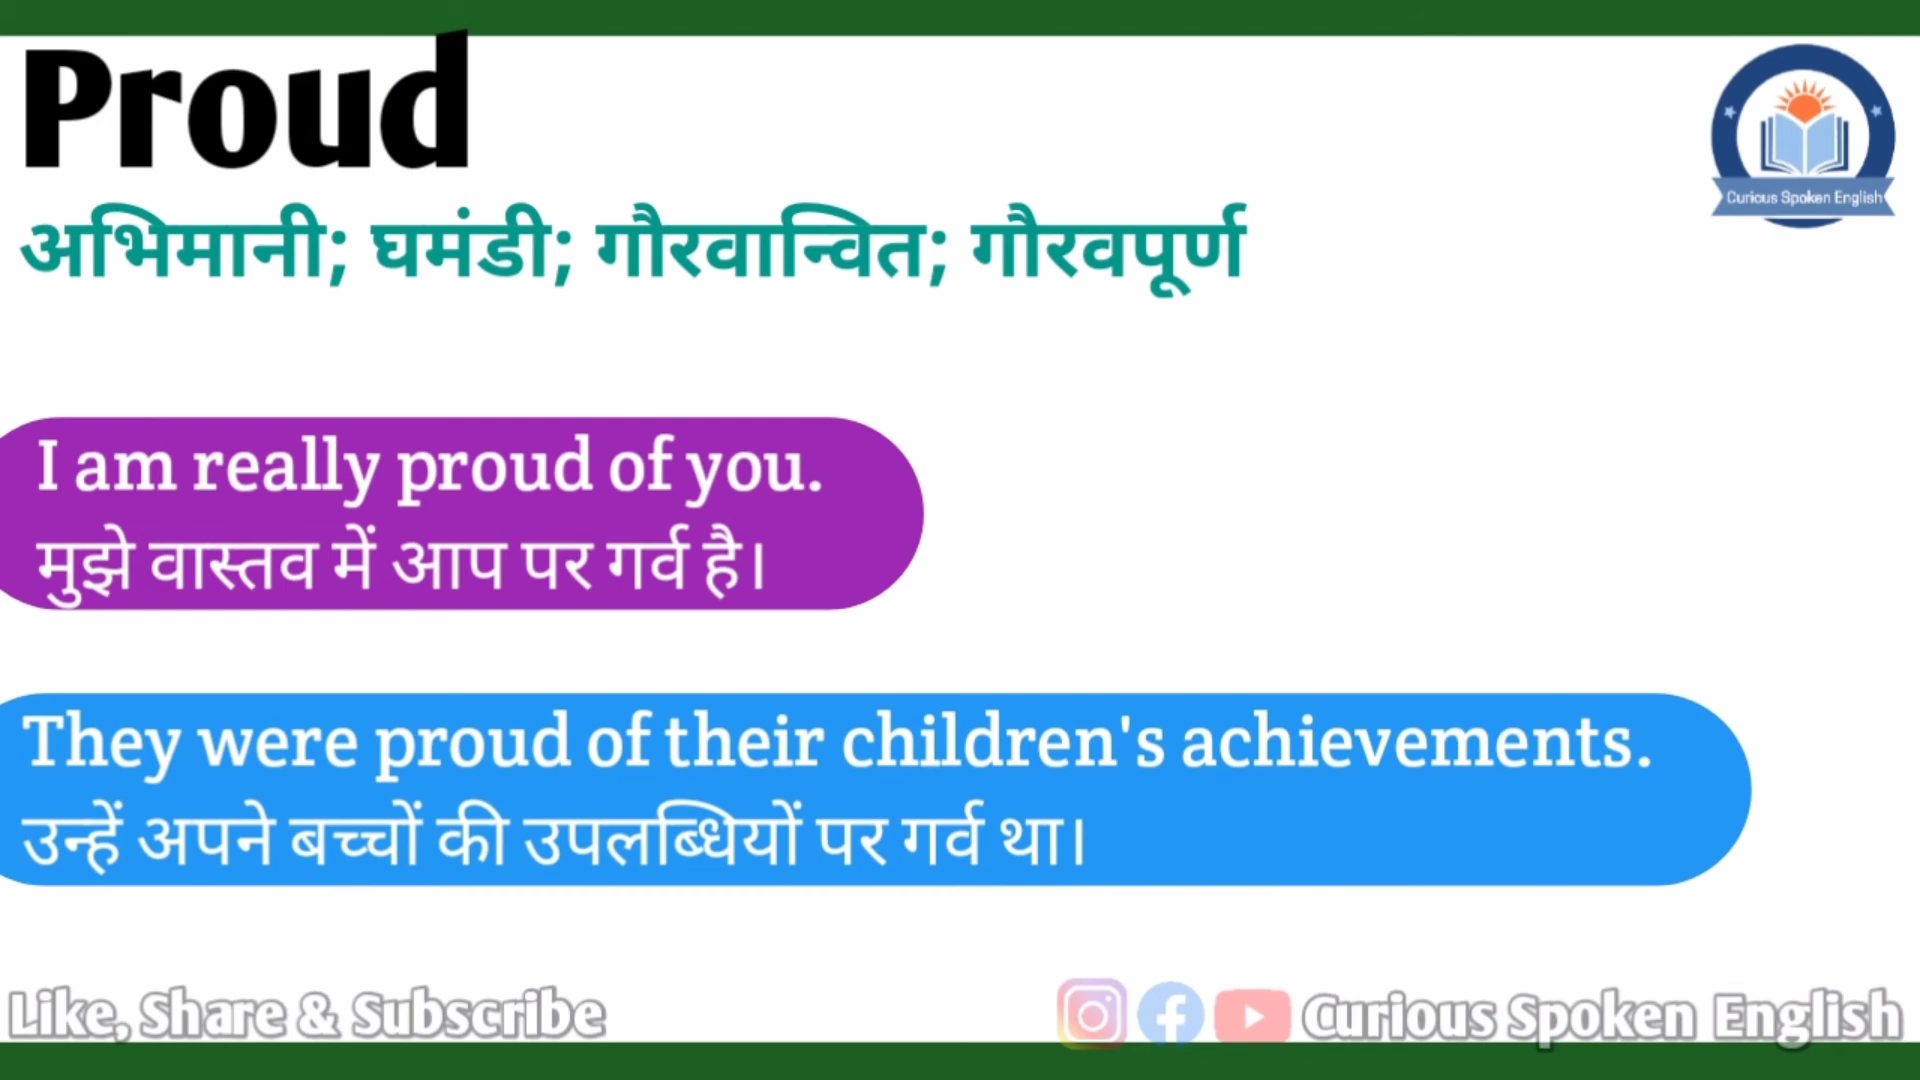 Proud
Curious Spoken English
अभिमानी; घमंडी; गौरवान्वित; गौरवपूर्ण
I am really proud of you.
मुझे वास्तव में आप पर गर्व है।
They were proud of their children's achievements.
उन्हें अपने बच्चों की उपलब्धियों पर गर्व था।
Like, Share & Subscribe
Curious Spoken English